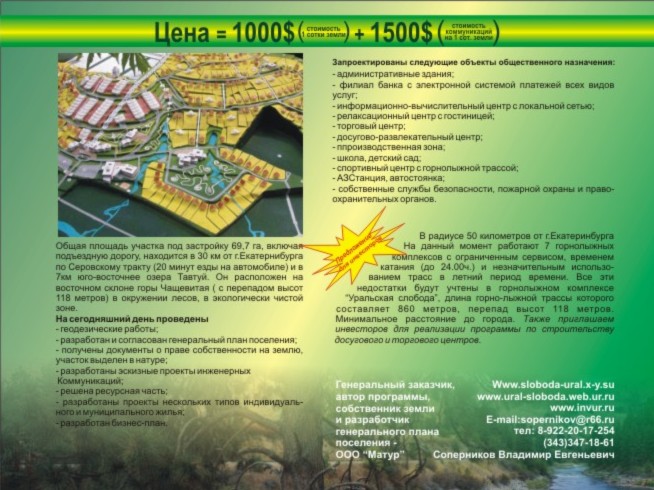 Цена = 1000$ ( стоимость 1 сотки земли ) + 1500$ ( стоимость коммуникаций на 1 сот. земли )
Общая площадь участка под застройку 69,7 га, включая
подъездную дорогу, находится в 30 км от г.Екатернибурга
по Серовскому тракту (20 минут езды на автомобиле) и в
7км юго-восточнее озера Таватуй. Он расположен на
восточном склоне горы Чащевитая ( с перепадом высот
118 метров) в окружении лесов, в экологически чистой
зоне.
На сегодняшний день проведены
- геодезические работы;
- разработан и согласован генеральный план поселения;
- получены документы о праве собственности на землю,
участок выделен в натуре;
- разработаны эскизные проекты инженерных
Коммуникаций;
- решена ресурсная часть;
- разработаны проекты нескольких типов индивидуаль-
ного и муниципального жилья;
- разработан бизнес-план.
Запроектированы следующие объекты общественного назначения:
- административные здания;
- филиал банка с электронной системой платежей всех видов
услуг;
- информационно-вычислительный центр с локальной сетью;
- релаксационный центр с гостиницей;
- торговый центр;
- досугово-развлекательный центр;
- ппроизводственная зона;
- школа, детский сад;
- спортивный центр с горнолыжной трассой;
- АЗСтанция, автостоянка;
- собственные службы безопасности, пожарной охраны и право-
охранительных органов.
Предложение
для инвесторов
В радиусе 50 километров от г.Екатеринбурга
На данный момент работают 7 горнолыжных
комплексов с ограниченным сервисом, временем
катания (до 24.00ч.) и незначительным использо-
ванием трасс в летний период времени. Все эти
недостатки будут учтены в горнолыжном комплексе
"Уральская слобода", длина горно-лыжной трассы которого
составляет 860 метров, перепад высот 118 метров.
Минимальное расстояние до города. Также приглашаем
инвесторов для реализации программы по строительству
досугового и торгового центров.
Генеральный заказчик,
автор программы,
собственник земли
и разработчик
генерального плана
поселения -
ООО "Матур"
Www.sloboda-ural.x-y.su
www.ural-sloboda.web.ur.ru
www.invur.ru
E-mail:sopernikov@r66.ru
тел: 8-922-20-17-254
(343)347-18-61
Соперников Владимир Евгеньевич